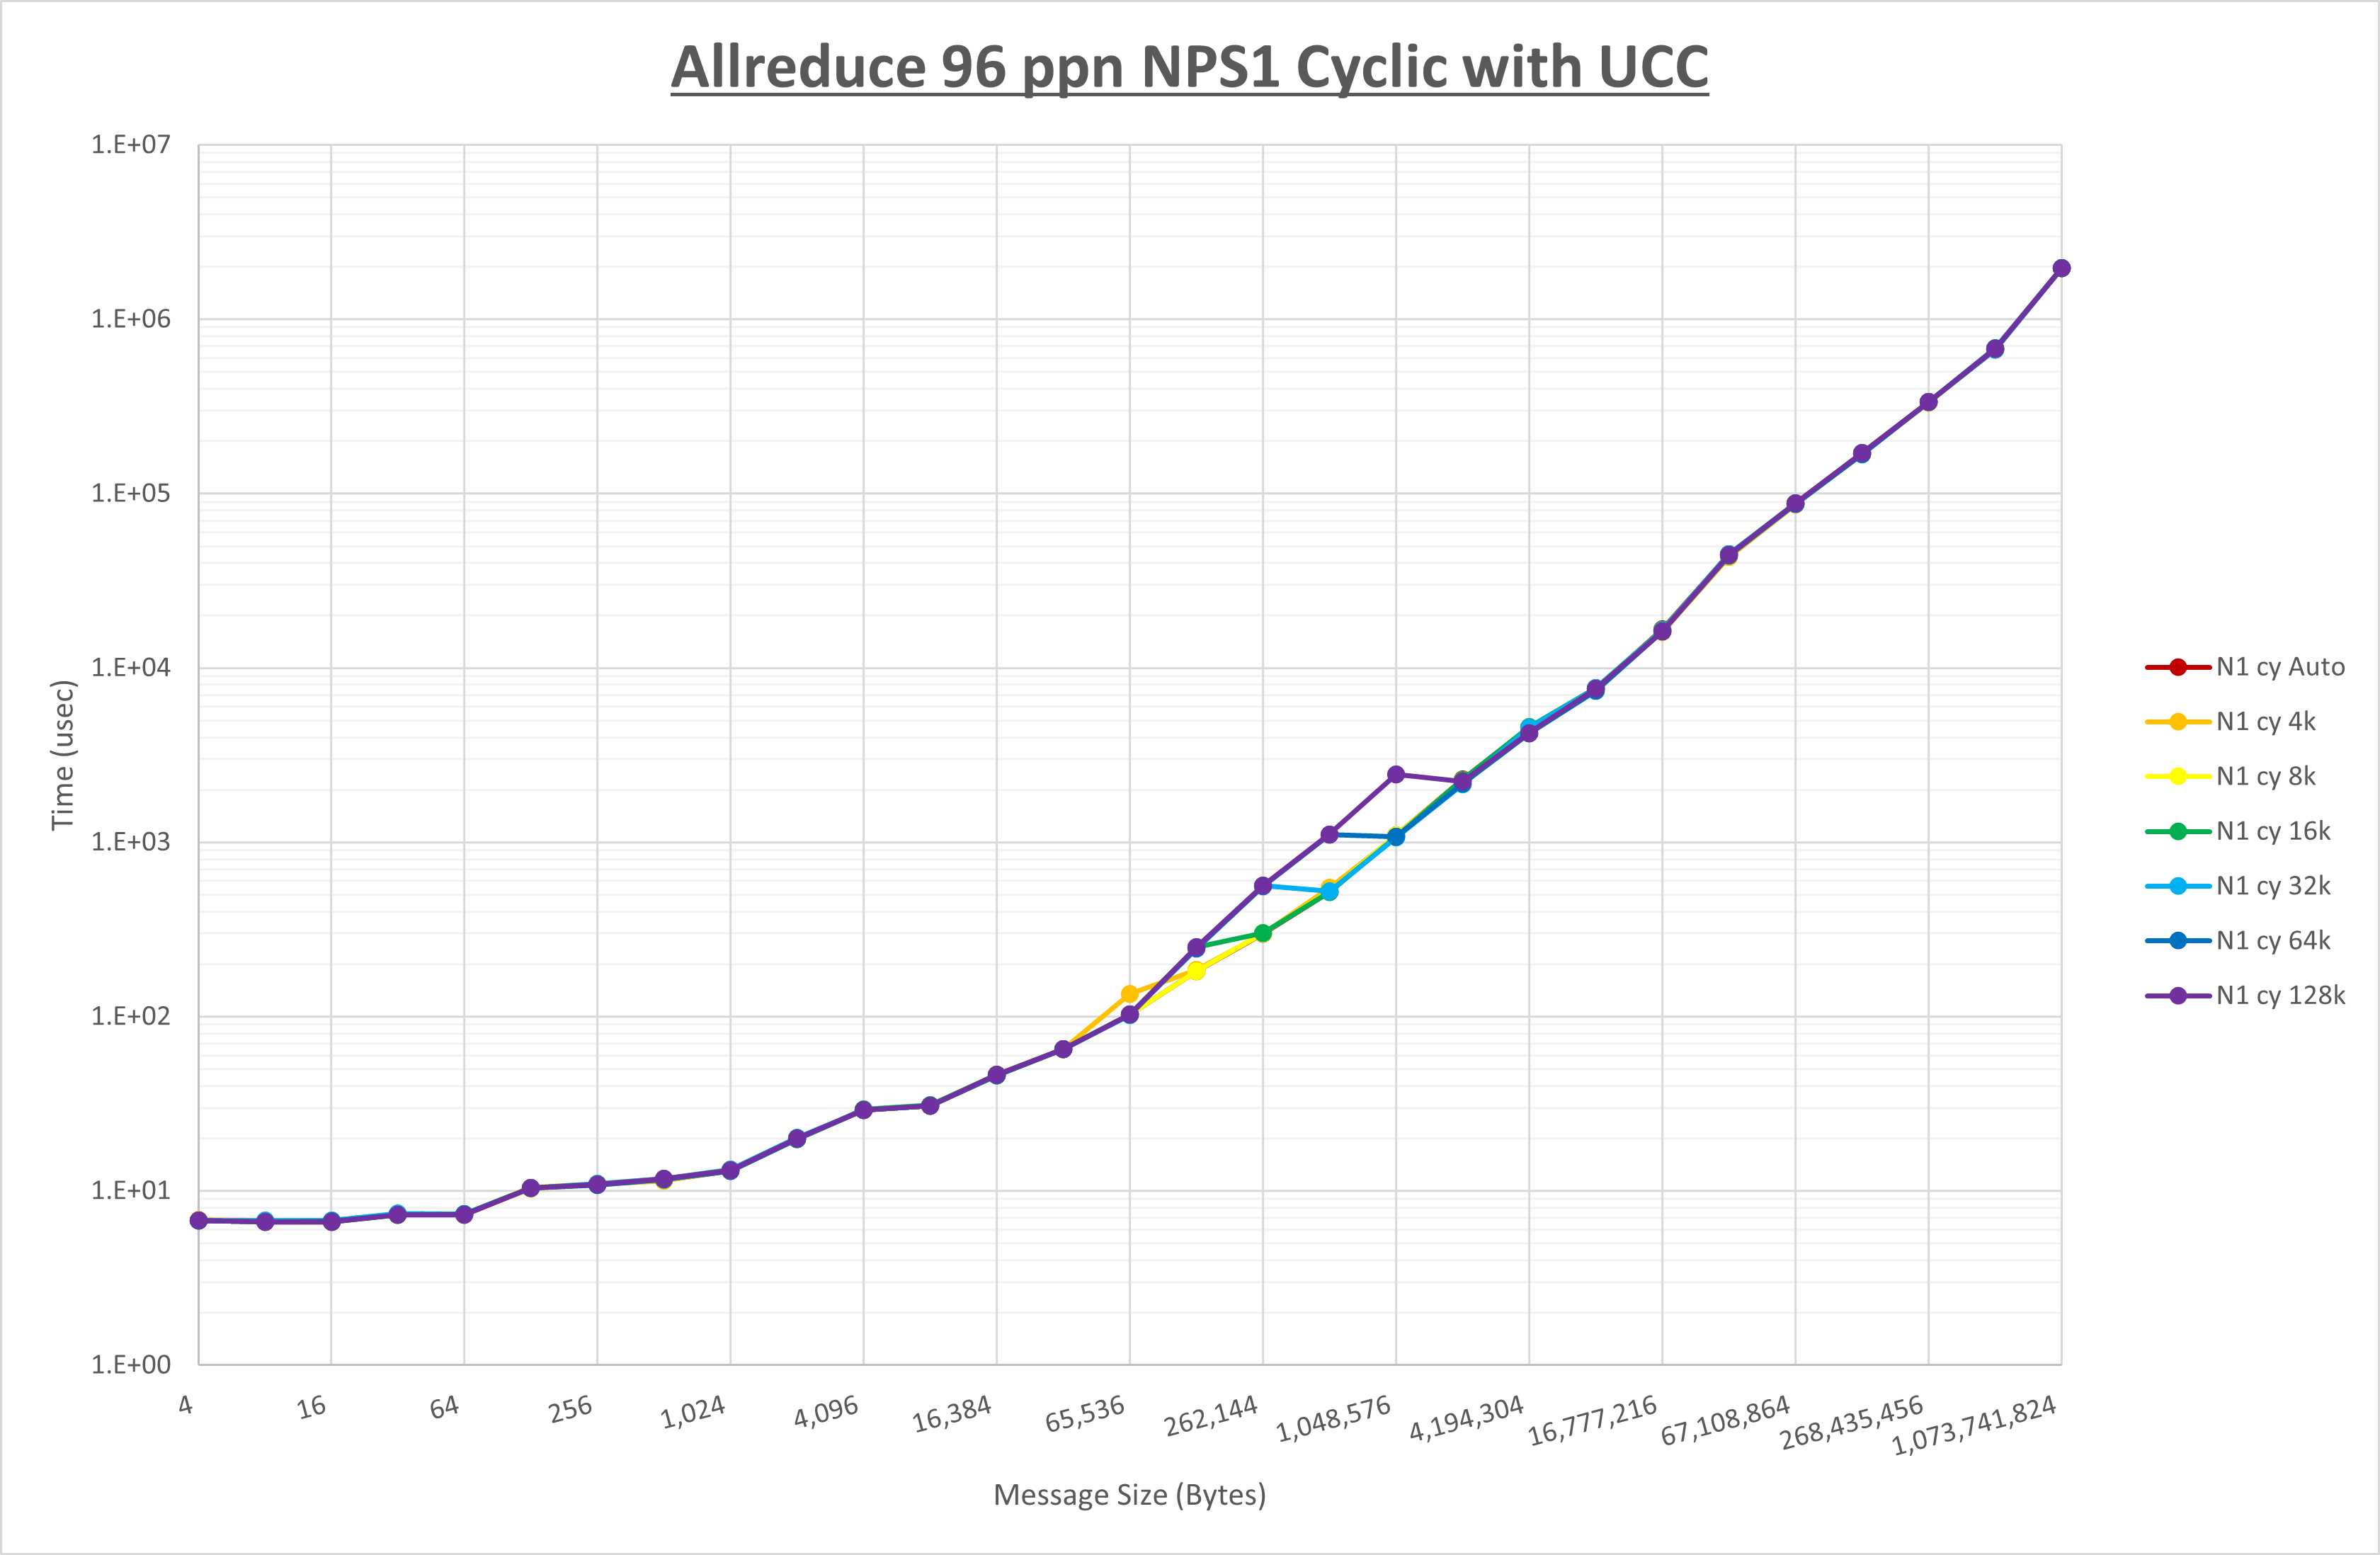 Allreduce 96 ppn NPS1 Cyclic with UCC
1.E+07
1.E+06
1.E+05
1.E+04
1.E+03
1.E+02
1.E+01
1.E+00
Time (usec)
4
16
64
256
1,024
4,096
16,384
65,536
262,144
1,048,576
4,194,304
16,777,216
67,108,864
268,435,456
1,073,741,824
Message Size (Bytes)
N1 cy Auto
N1 cy 4k
N1 cy 8k
N1 cy 16k
N1 cy 32k
N1 cy 64k
N1 cy 128k